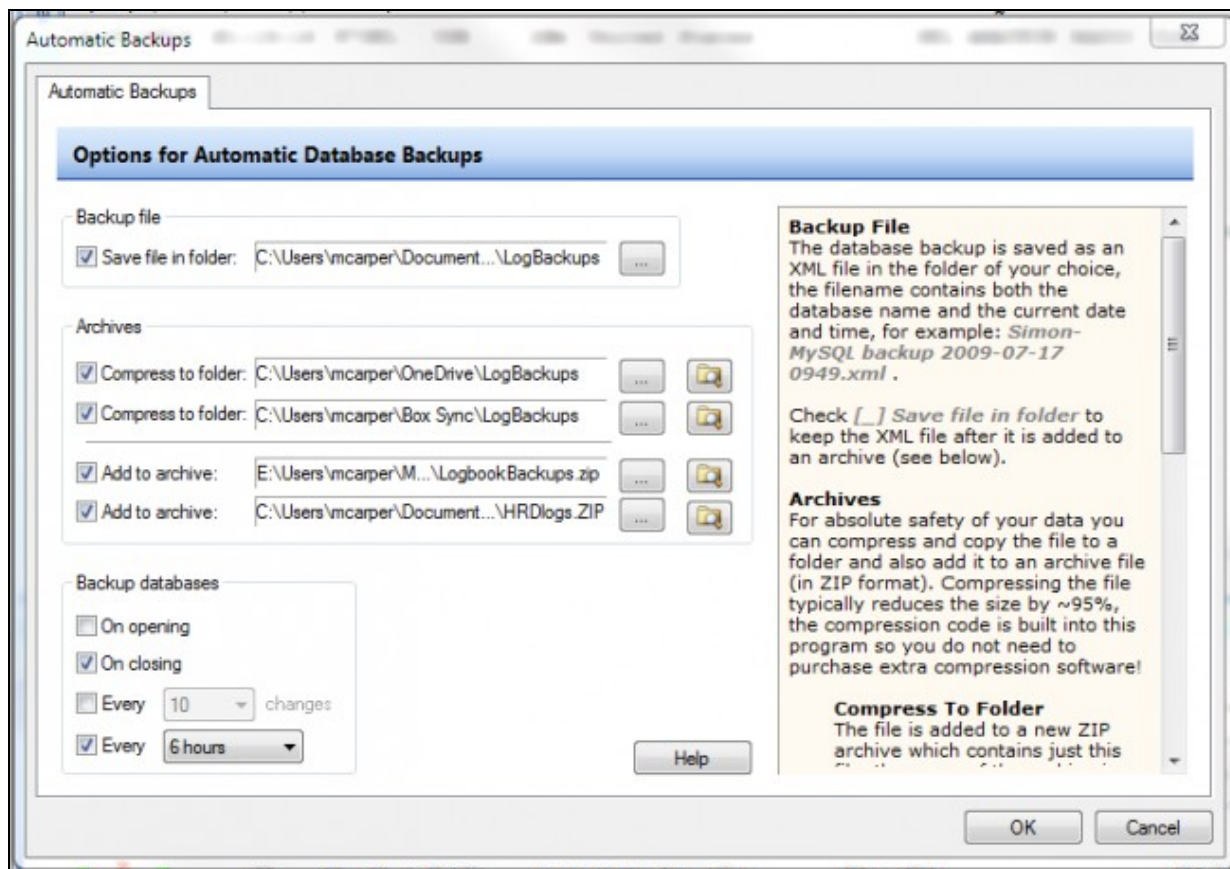 Automatic Backups
Automatic Backups
Options for Automatic Database Backups
Backup file
Save file in folder: C:\Users\mcarper\Document...\LogBackups ...
Archives
Compress to folder: C:\Users\mcarper\OneDrive\LogBackups ...
Compress to folder: C:\Users\mcarper\Box Sync\LogBackups ...
Add to archive: E:\Users\mcarper\M...\LogbookBackups.zip ...
Add to archive: C:\Users\mcarper\Document...\HRDlogs.ZIP ...
Backup databases
On opening
On closing
Every 10 changes
Every 6 hours
Help
Backup File
The database backup is saved as an
XML file in the folder of your choice,
the filename contains both the
database name and the current date
and time, for example: Simon-
MySQL backup 2009-07-17
0949.xml .
Check [_] Save file in folder to
keep the XML file after it is added to
an archive (see below).
Archives
For absolute safety of your data you
can compress and copy the file to a
folder and also add it to an archive file
(in ZIP format). Compressing the file
typically reduces the size by ~95%,
the compression code is built into this
program so you do not need to
purchase extra compression software!
Compress To Folder
The file is added to a new ZIP
archive which contains just this
OK Cancel